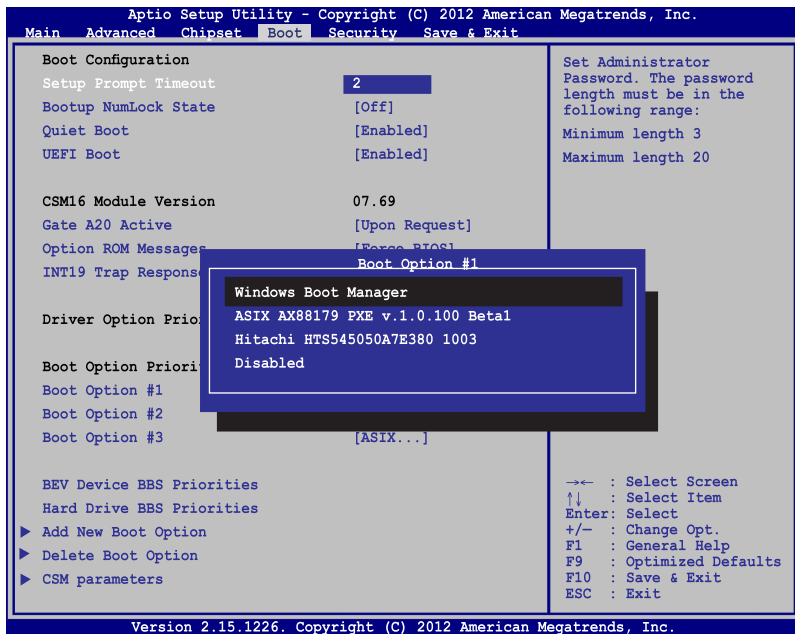 Aptio Setup Utility - Copyright (C) 2012 American Megatrends, Inc.
Main Advanced Chipset Boot Security Save & Exit
Boot Configuration
Setup Prompt Timeout 2
Bootup NumLock State [Off]
Quiet Boot [Enabled]
UEFI Boot [Enabled]
CSM16 Module Version 07.69
Gate A20 Active [Upon Request]
Option ROM Messages [Force BIOS]
INT19 Trap Respons
Driver Option Prio
Boot Option Priori
Boot Option #1
Boot Option #2
Boot Option #3 [ASIX...]
BEV Device BBS Priorities
Hard Drive BBS Priorities
Add New Boot Option
Delete Boot Option
CSM parameters
Boot Option #1
Windows Boot Manager
ASIX AX88179 PXE v.1.0.100 Beta1
Hitachi HTS545050A7E380 1003
Disabled
Set Administrator
Password. The password
length must be in the
following range:
Minimum length 3
Maximum length 20
→← : Select Screen
↑↓ : Select Item
Enter: Select
+/− : Change Opt.
F1 : General Help
F9 : Optimized Defaults
F10 : Save & Exit
ESC : Exit
Version 2.15.1226. Copyright (C) 2012 American Megatrends, Inc.